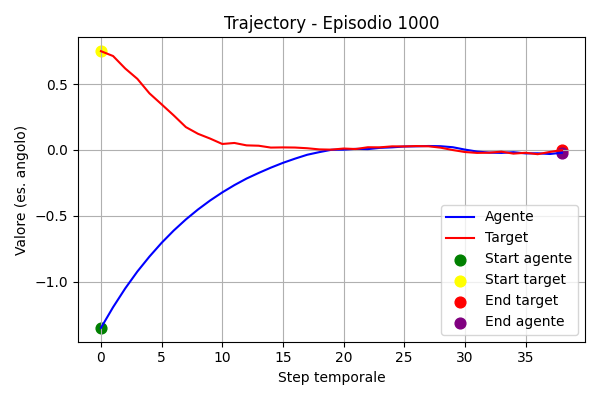 Trajectory - Episodio 1000
Valore (es. angolo)
0.5
0.0
−0.5
−1.0
Agente
Target
Start agente
Start target
End target
End agente
0 5 10 15 20 25 30 35
Step temporale